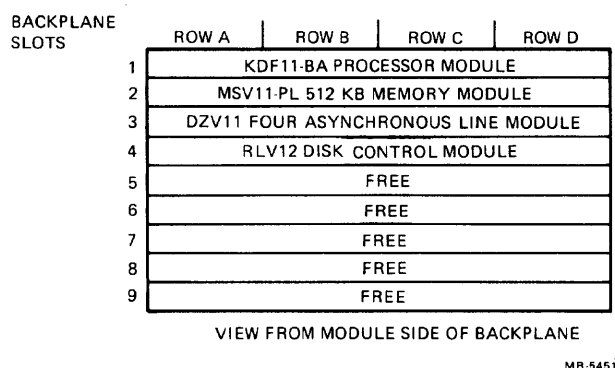 BACKPLANE
SLOTS
ROW A ROW B ROW C ROW D
1 KDF11-BA PROCESSOR MODULE
2 MSV11-PL 512 KB MEMORY MODULE
3 DZV11 FOUR ASYNCHRONOUS LINE MODULE
4 RLV12 DISK CONTROL MODULE
5 FREE
6 FREE
7 FREE
8 FREE
9 FREE
VIEW FROM MODULE SIDE OF BACKPLANE
MR-5451